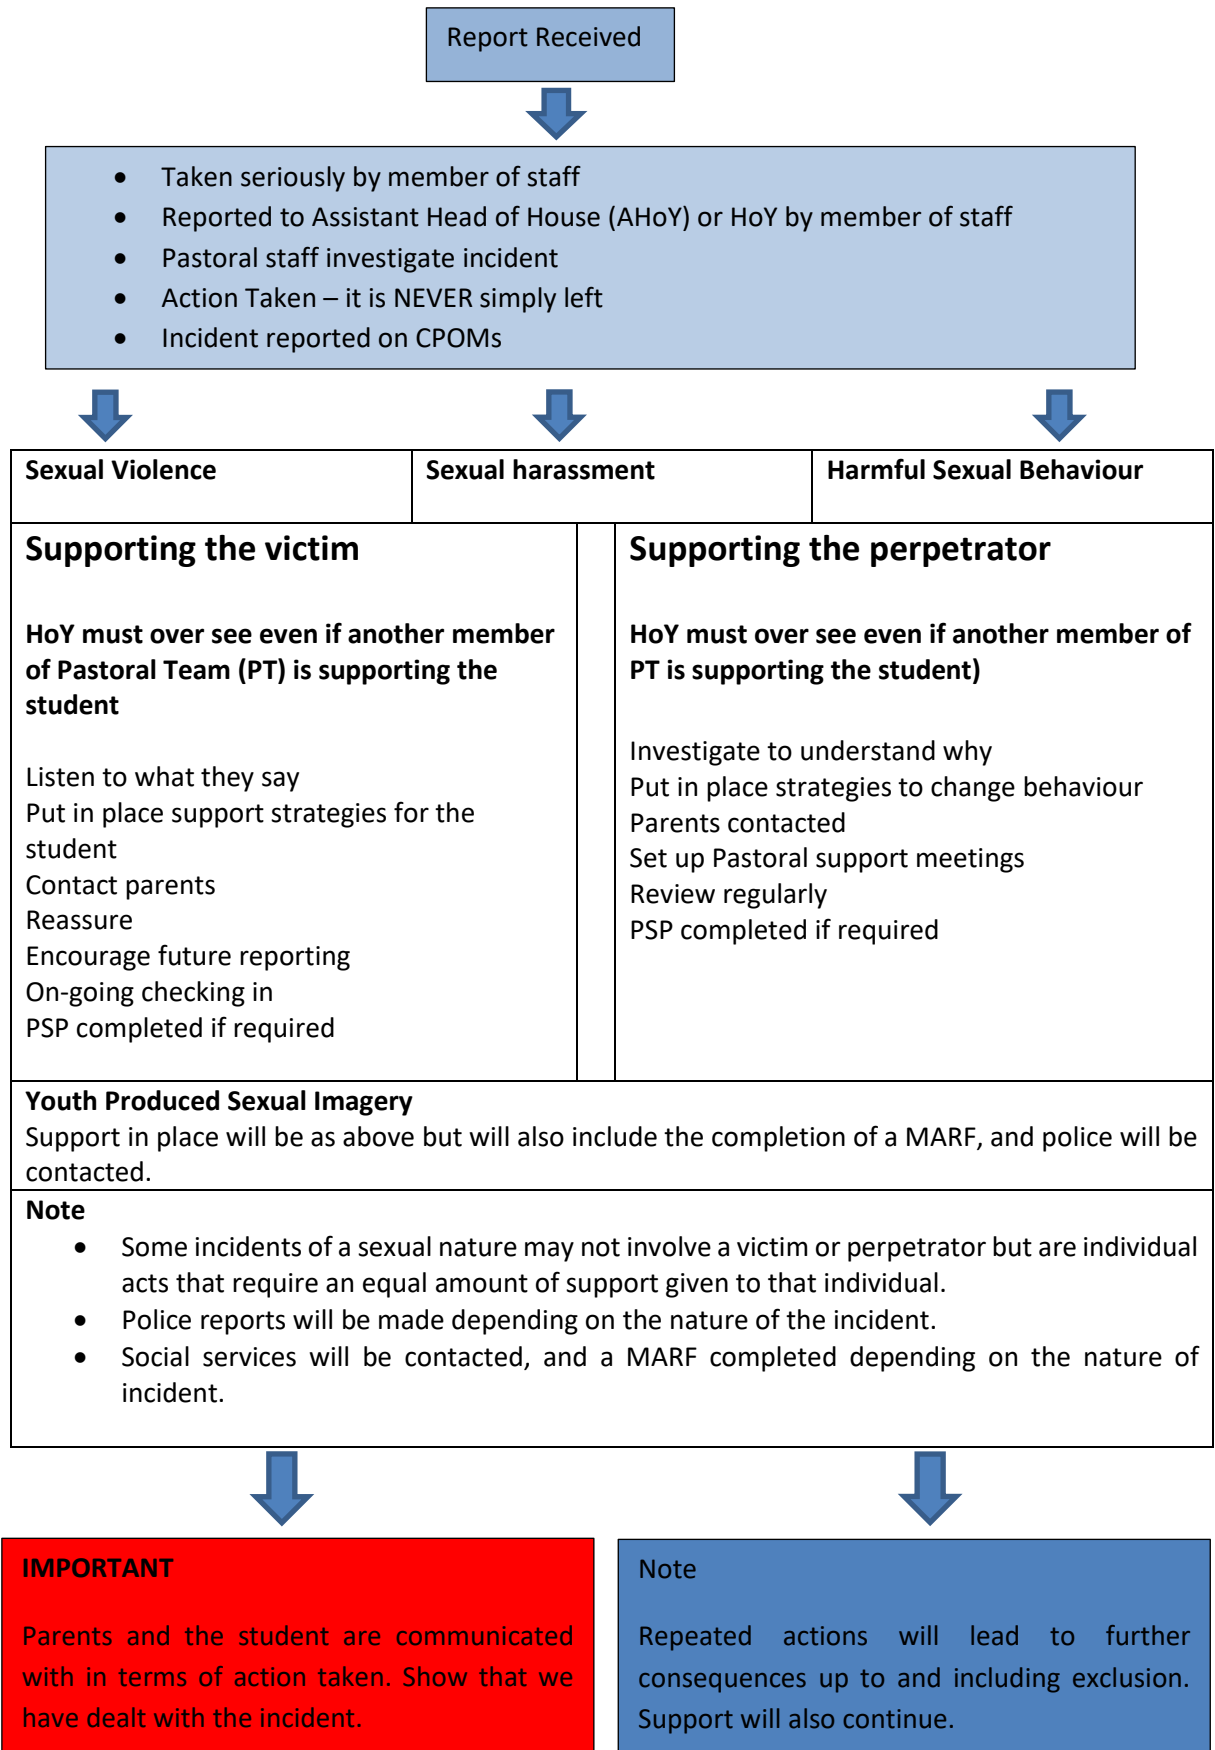 Report Received
• Taken seriously by member of staff
• Reported to Assistant Head of House (AHoY) or HoY by member of staff
• Pastoral staff investigate incident
• Action Taken – it is NEVER simply left
• Incident reported on CPOMs
Sexual Violence
Sexual harassment
Harmful Sexual Behaviour
Supporting the victim
HoY must over see even if another member
of Pastoral Team (PT) is supporting the
student
Listen to what they say
Put in place support strategies for the
student
Contact parents
Reassure
Encourage future reporting
On-going checking in
PSP completed if required
Supporting the perpetrator
HoY must over see even if another member of
PT is supporting the student)
Investigate to understand why
Put in place strategies to change behaviour
Parents contacted
Set up Pastoral support meetings
Review regularly
PSP completed if required
Youth Produced Sexual Imagery
Support in place will be as above but will also include the completion of a MARF, and police will be
contacted.
Note
• Some incidents of a sexual nature may not involve a victim or perpetrator but are individual
acts that require an equal amount of support given to that individual.
• Police reports will be made depending on the nature of the incident.
• Social services will be contacted, and a MARF completed depending on the nature of
incident.
IMPORTANT
Parents and the student are communicated
with in terms of action taken. Show that we
have dealt with the incident.
Note
Repeated actions will lead to further
consequences up to and including exclusion.
Support will also continue.